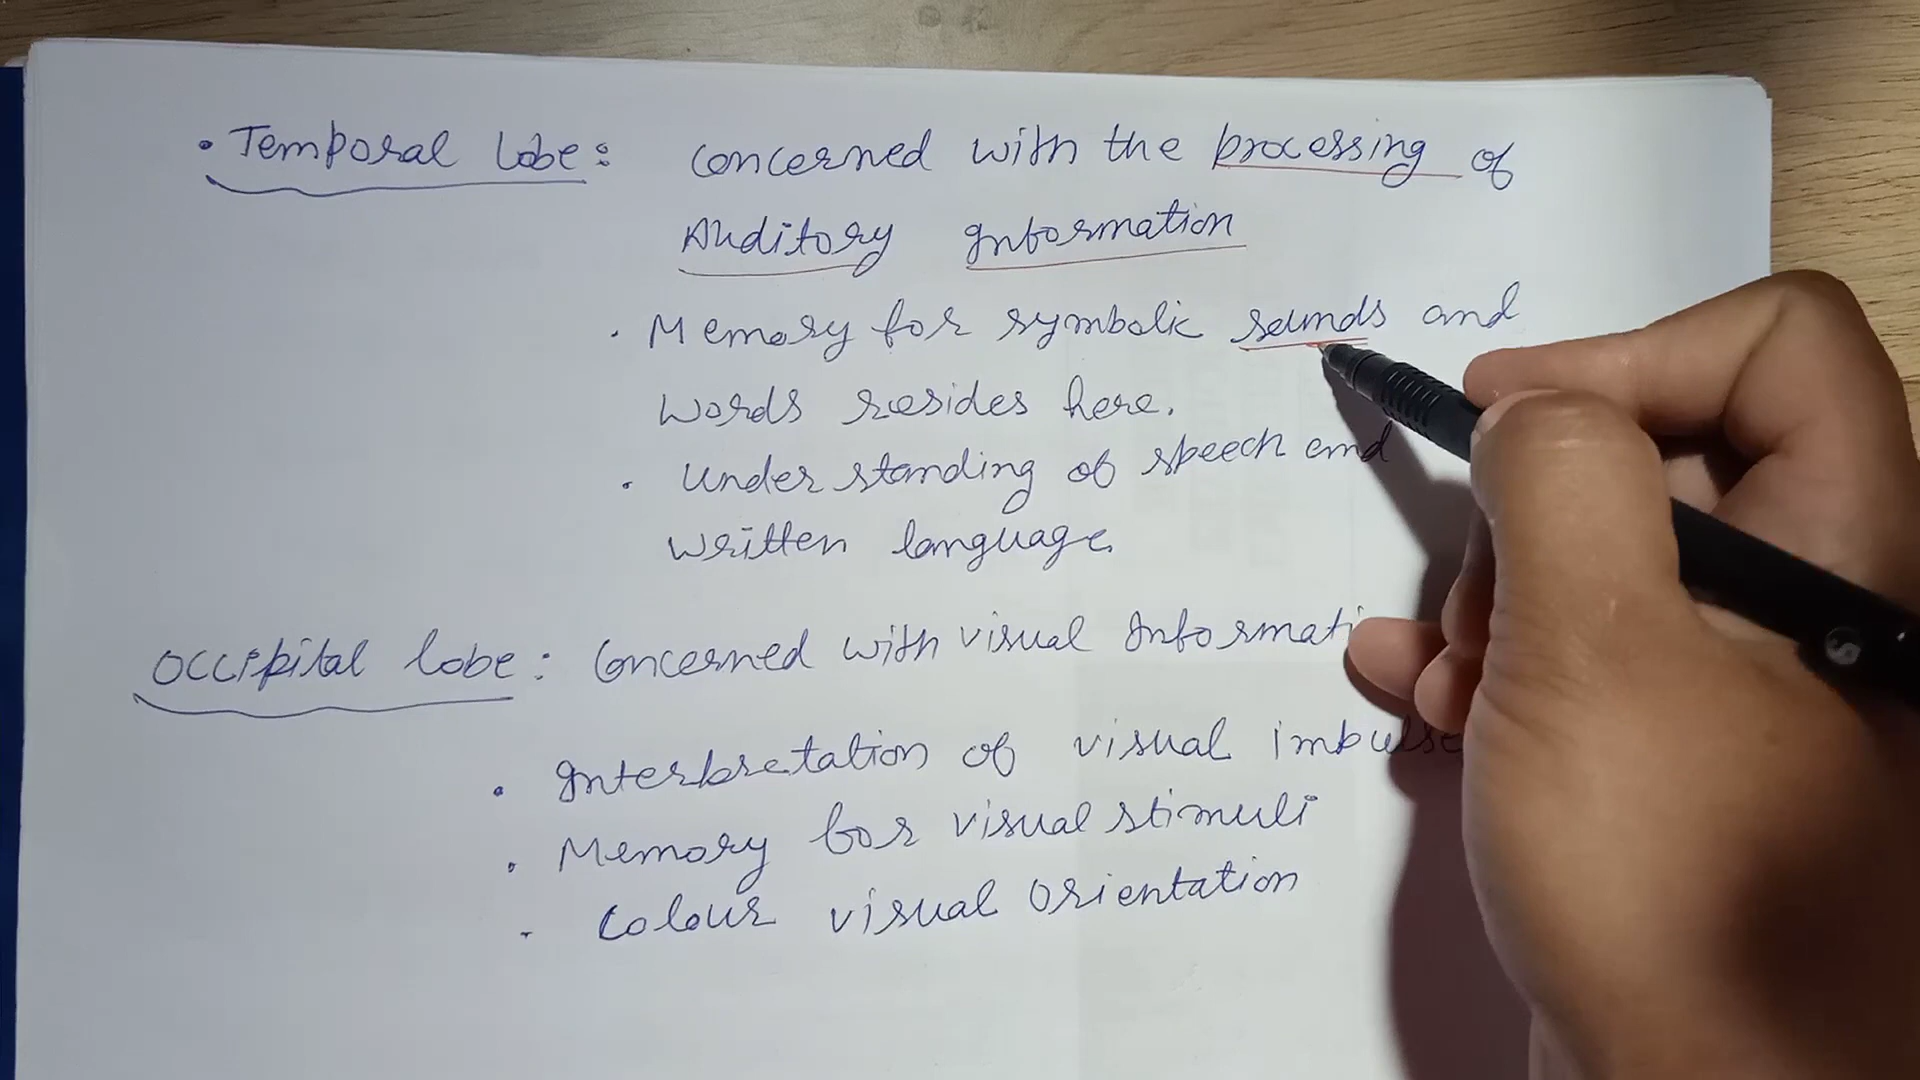 • Temporal lobe: Concerned with the processing of
Auditory Information
• Memory for symbolic sounds and
words resides here.
• Understanding of speech and
written language.
Occipital lobe: Concerned with visual
• Interpretation of visual
• Memory for visual stimuli
• Colour visual orientation